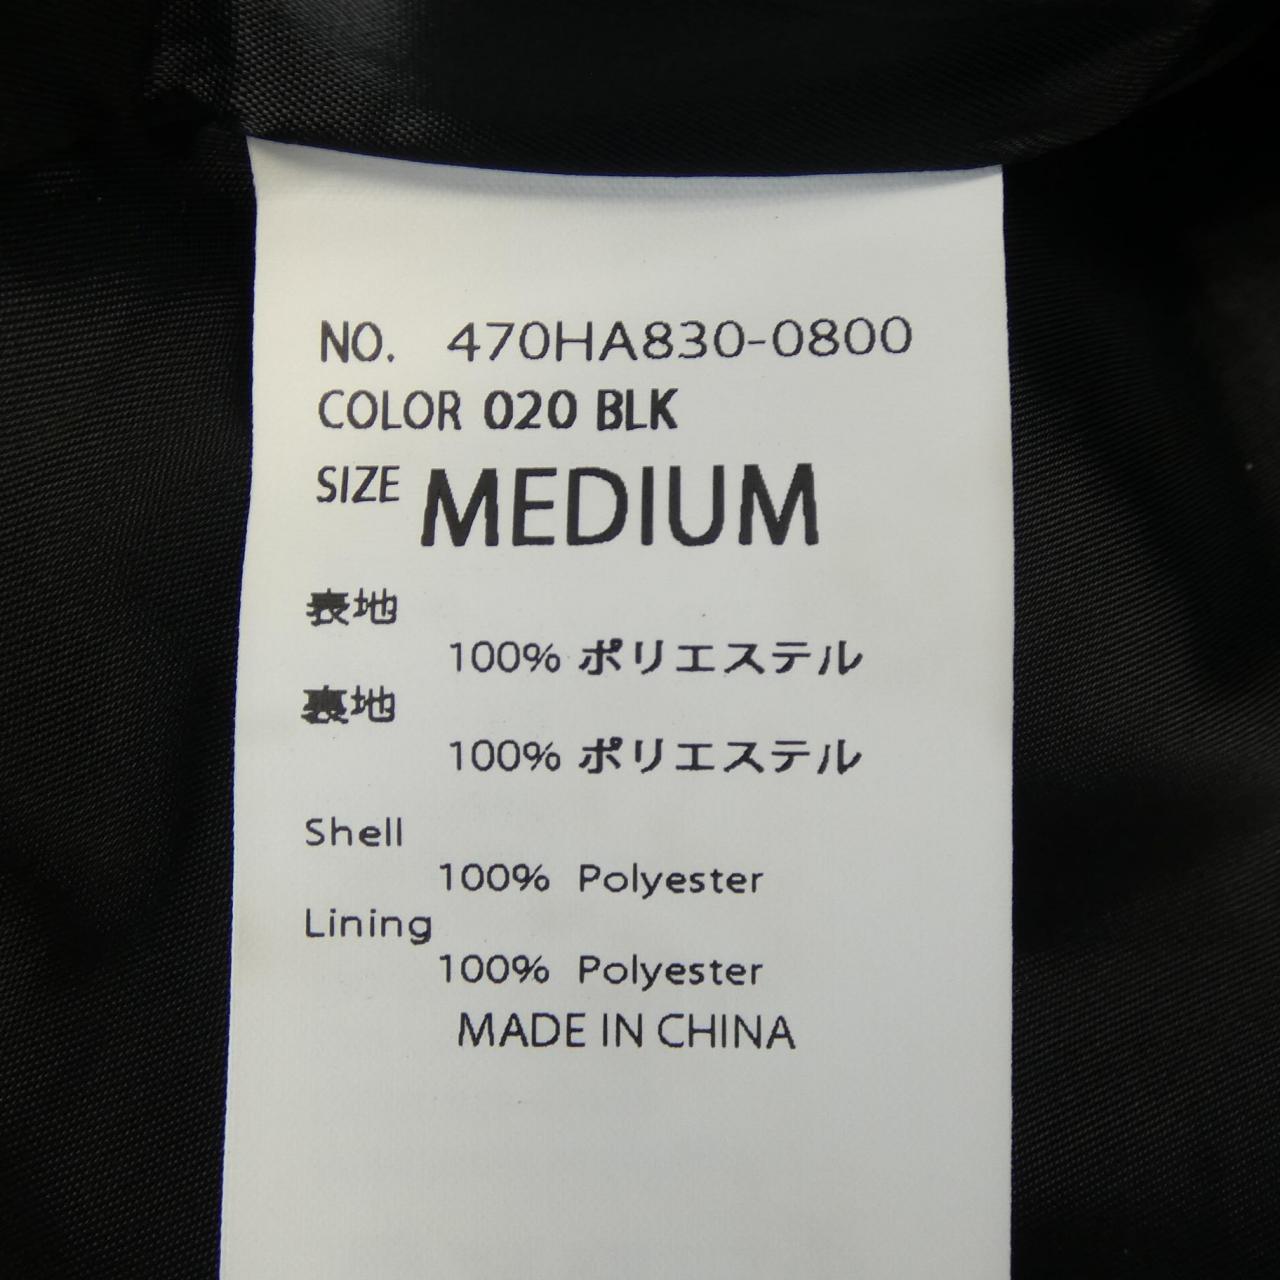 NO. 470HA830-0800
COLOR 020 BLK
SIZE MEDIUM
表地
100% ポリエステル
裏地
100% ポリエステル
Shell
100% Polyester
Lining
100% Polyester
MADE IN CHINA